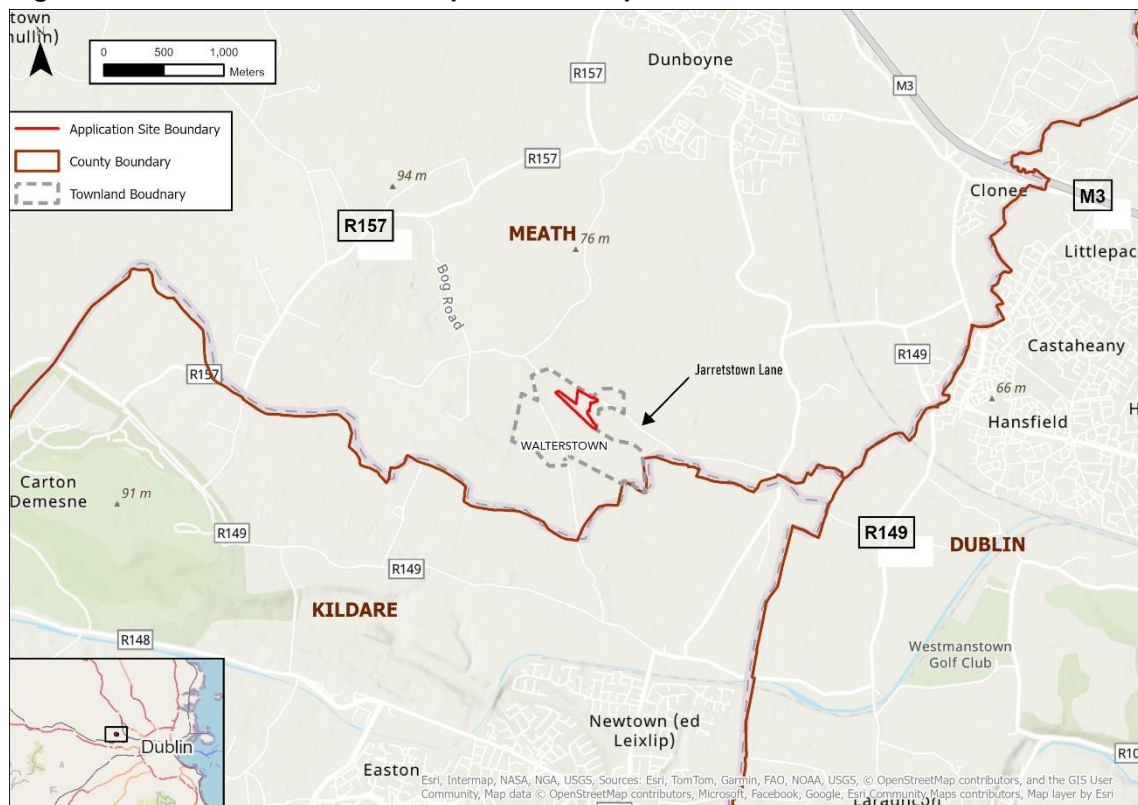 town
0 500 1,000
Meters
Application Site Boundary
County Boundary
Townland Boudnary
Dunboyne
R157
M3
R157
94 m
Clonee
M3
R157
MEATH
76 m
Littlepac
Bog Road
R157
R149
Castaheany
Jarretstown Lane
66 m
Hansfield
H
WALTERSTOWN
Carton
Demesne
91 m
R149
R149
R149
DUBLIN
KILDARE
R148
Westmanstown
Golf Club
Newtown (ed
Leixlip)
Dublin
Easton
R10
Esri, Intermap, NASA, NGA, USGS, Sources: Esri, TomTom, Garmin, FAO, NOAA, USGS, © OpenStreetMap contributors, and the GIS User
Community, Map data © OpenStreetMap contributors, Microsoft, Facebook, Google, Esri Community Maps contributors, Map layer by Esri